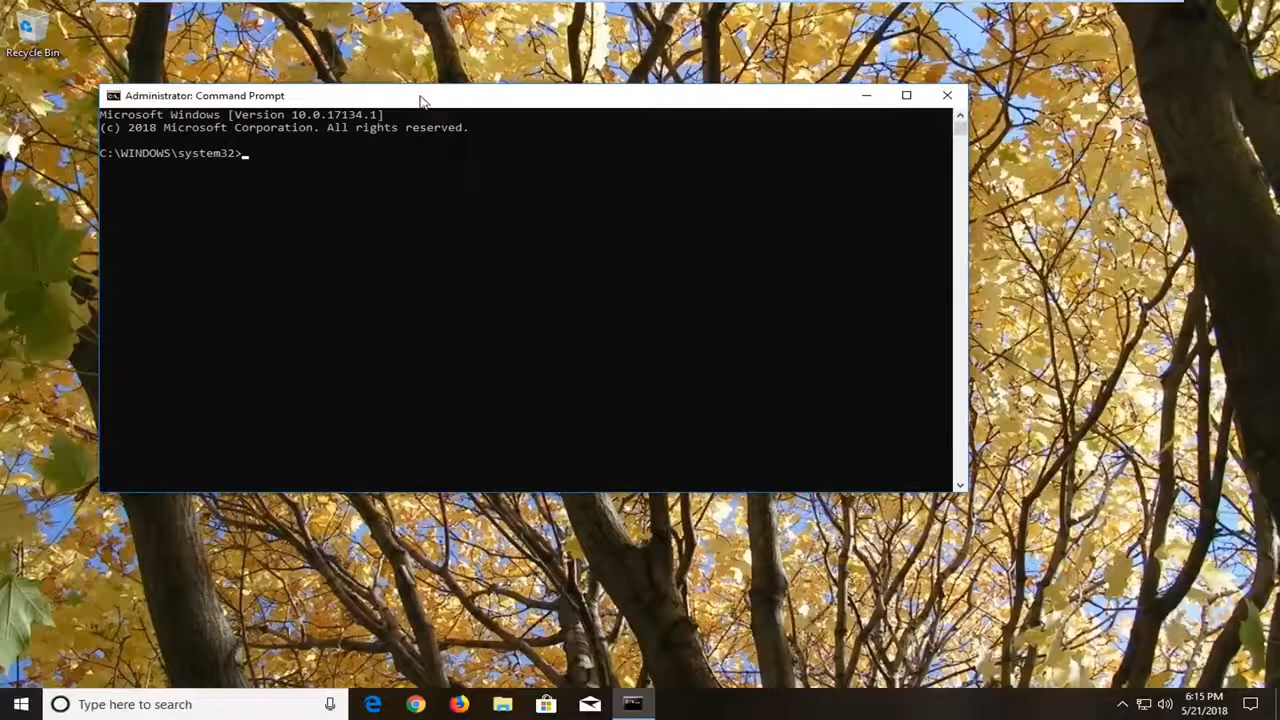 Recycle Bin
Administrator: Command Prompt
Microsoft Windows [Version 10.0.17134.1]
(c) 2018 Microsoft Corporation. All rights reserved.
C:\WINDOWS\system32>
Type here to search
6:15 PM
5/21/2018